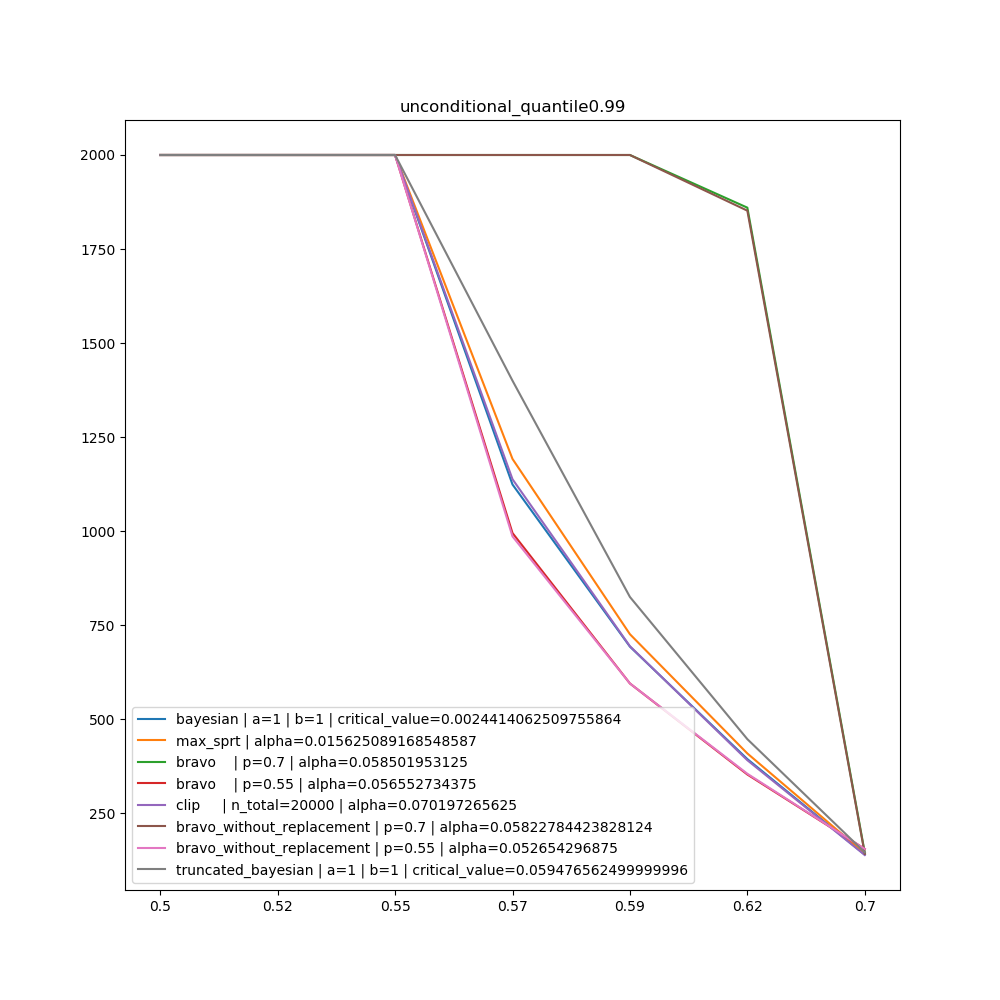 unconditional_quantile0.99
2000
1750
1500
1250
1000
750
500
250
bayesian | a=1 | b=1 | critical_value=0.0024414062509755864
max_sprt | alpha=0.015625089168548587
bravo | p=0.7 | alpha=0.058501953125
bravo | p=0.55 | alpha=0.056552734375
clip | n_total=20000 | alpha=0.070197265625
bravo_without_replacement | p=0.7 | alpha=0.05822784423828124
bravo_without_replacement | p=0.55 | alpha=0.052654296875
truncated_bayesian | a=1 | b=1 | critical_value=0.059476562499999996
0.5 0.52 0.55 0.57 0.59 0.62 0.7